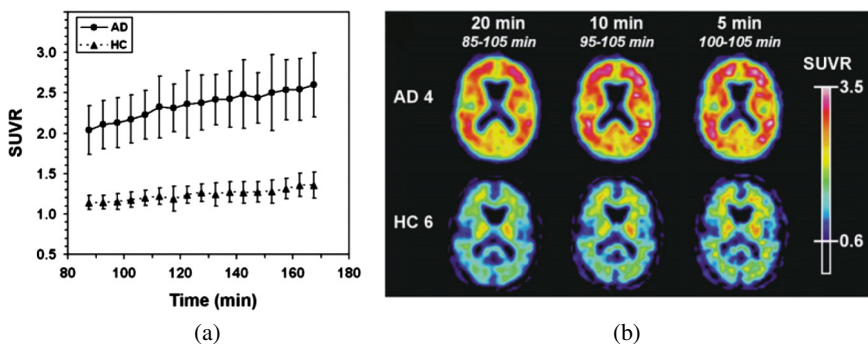 AD
HC
3.5
3.0
2.5
2.0
1.5
1.0
0.5
SUVR
80 100 120 140 160 180
Time (min)
(a)
20 min 10 min 5 min
85-105 min 95-105 min 100-105 min
SUVR
AD 4
3.5
HC 6
0.6
(b)